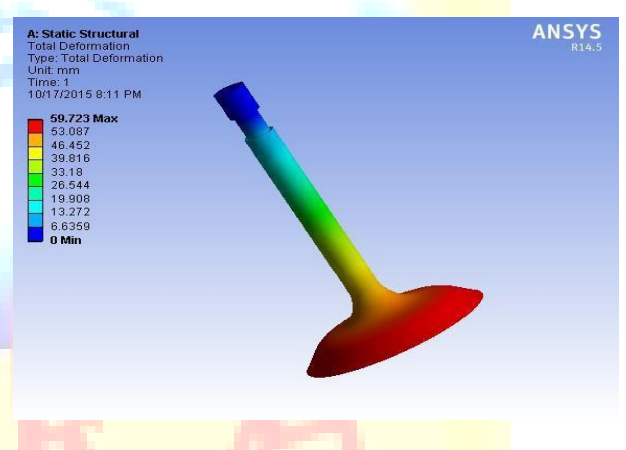 A: Static Structural
Total Deformation
Type: Total Deformation
Unit: mm
Time: 1
10/17/2015 8:11 PM
59.723 Max
53.087
46.452
39.816
33.18
26.544
19.908
13.272
6.6359
0 Min
ANSYS
R14.5